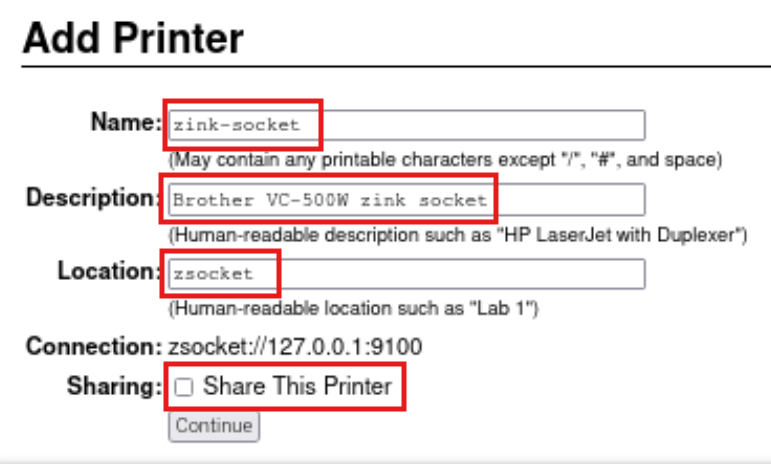 Add Printer
Name: zink-socket
(May contain any printable characters except "/", "#", and space)
Description: Brother VC-500W zink socket
(Human-readable description such as "HP LaserJet with Duplexer")
Location: zsocket
(Human-readable location such as "Lab 1")
Connection: zsocket://127.0.0.1:9100
Sharing: Share This Printer
Continue